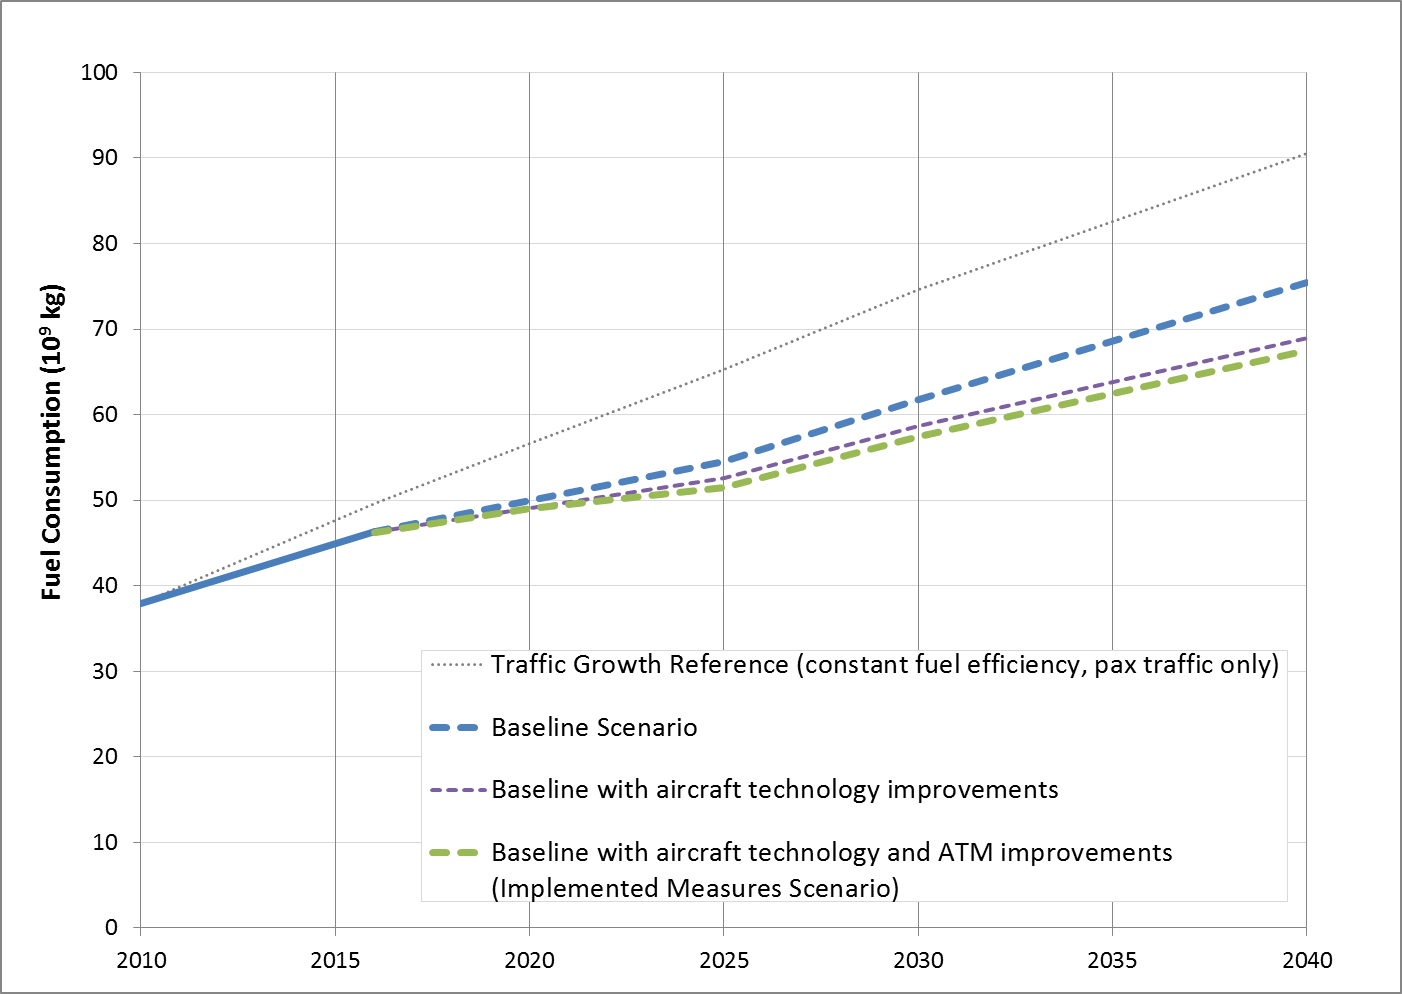 100
90
80
70
60
50
40
30
20
10
0
Fuel Consumption (10⁹ kg)
Traffic Growth Reference (constant fuel efficiency, pax traffic only)
Baseline Scenario
Baseline with aircraft technology improvements
Baseline with aircraft technology and ATM improvements
(Implemented Measures Scenario)
2010 2015 2020 2025 2030 2035 2040